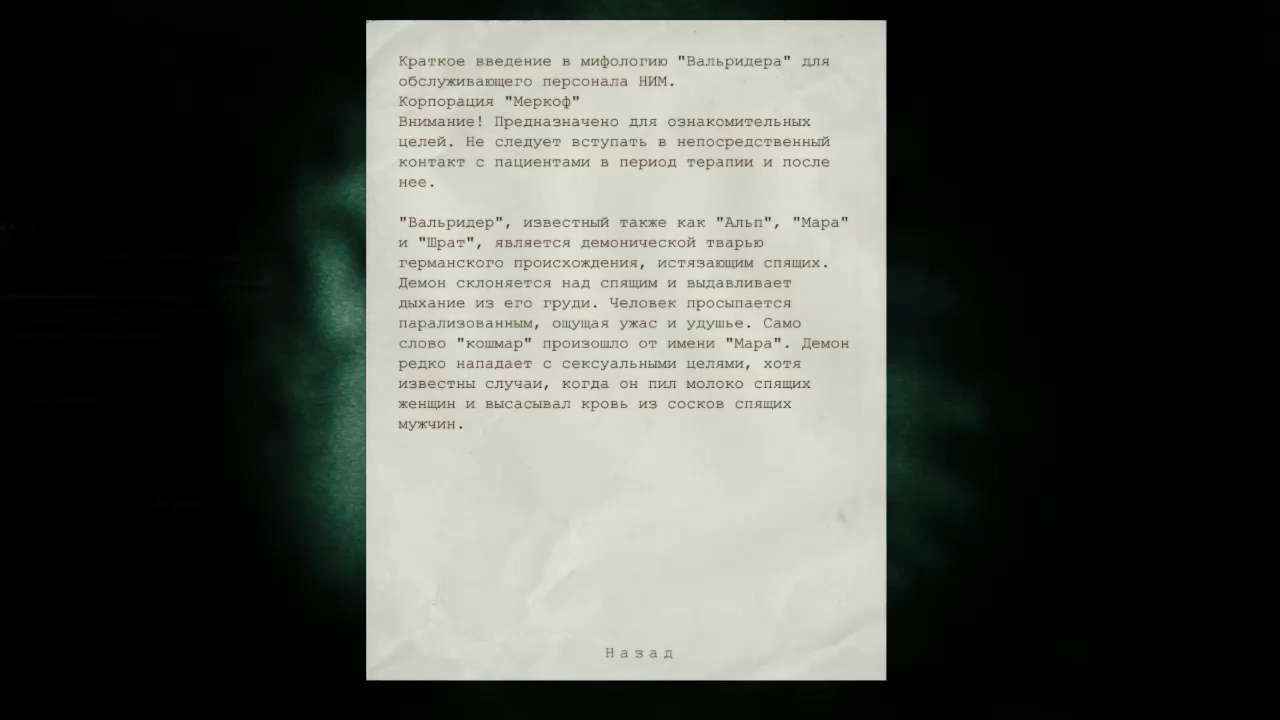 Краткое введение в мифологию "Вальридера" для
обслуживающего персонала НИМ.
Корпорация "Меркоф"
Внимание! Предназначено для ознакомительных
целей. Не следует вступать в непосредственный
контакт с пациентами в период терапии и после
нее.
"Вальридер", известный также как "Альп", "Мара"
и "Шрат", является демонической тварью
германского происхождения, истязающим спящих.
Демон склоняется над спящим и выдавливает
дыхание из его груди. Человек просыпается
парализованным, ощущая ужас и удушье. Само
слово "кошмар" произошло от имени "Мара". Демон
редко нападает с сексуальными целями, хотя
известны случаи, когда он пил молоко спящих
женщин и высасывал кровь из сосков спящих
мужчин.
Назад